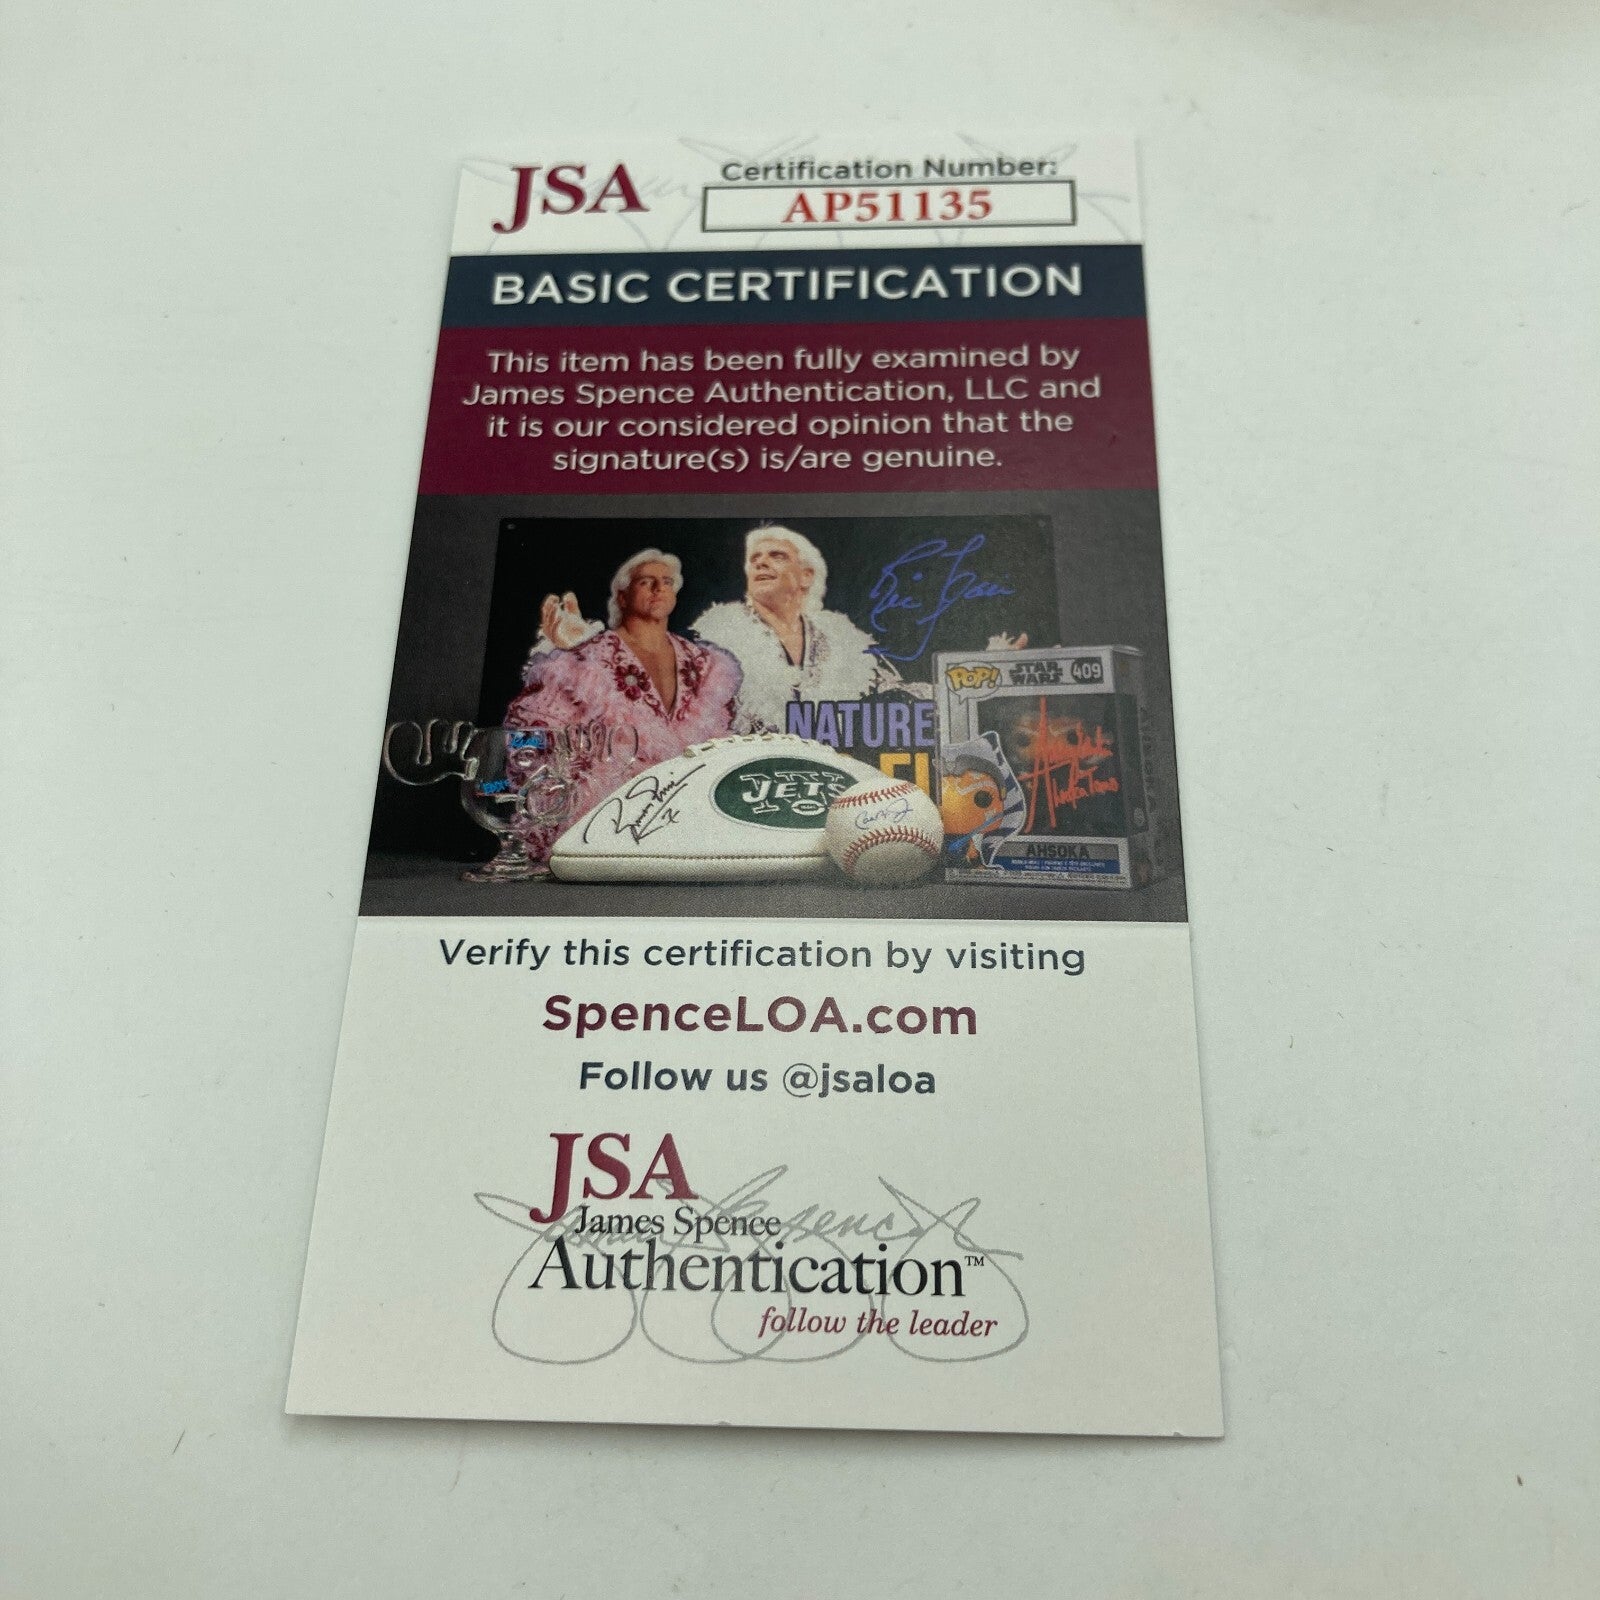 JSA
Certification Number:
AP51135
BASIC CERTIFICATION
This item has been fully examined by
James Spence Authentication, LLC and
it is our considered opinion that the
signature(s) is/are genuine.
NATURE
POP!
STAR
WARS
409
JETS
AHSOKA
Verify this certification by visiting
SpenceLOA.com
Follow us @jsaloa
JSA
James Spence
Authentication™
follow the leader